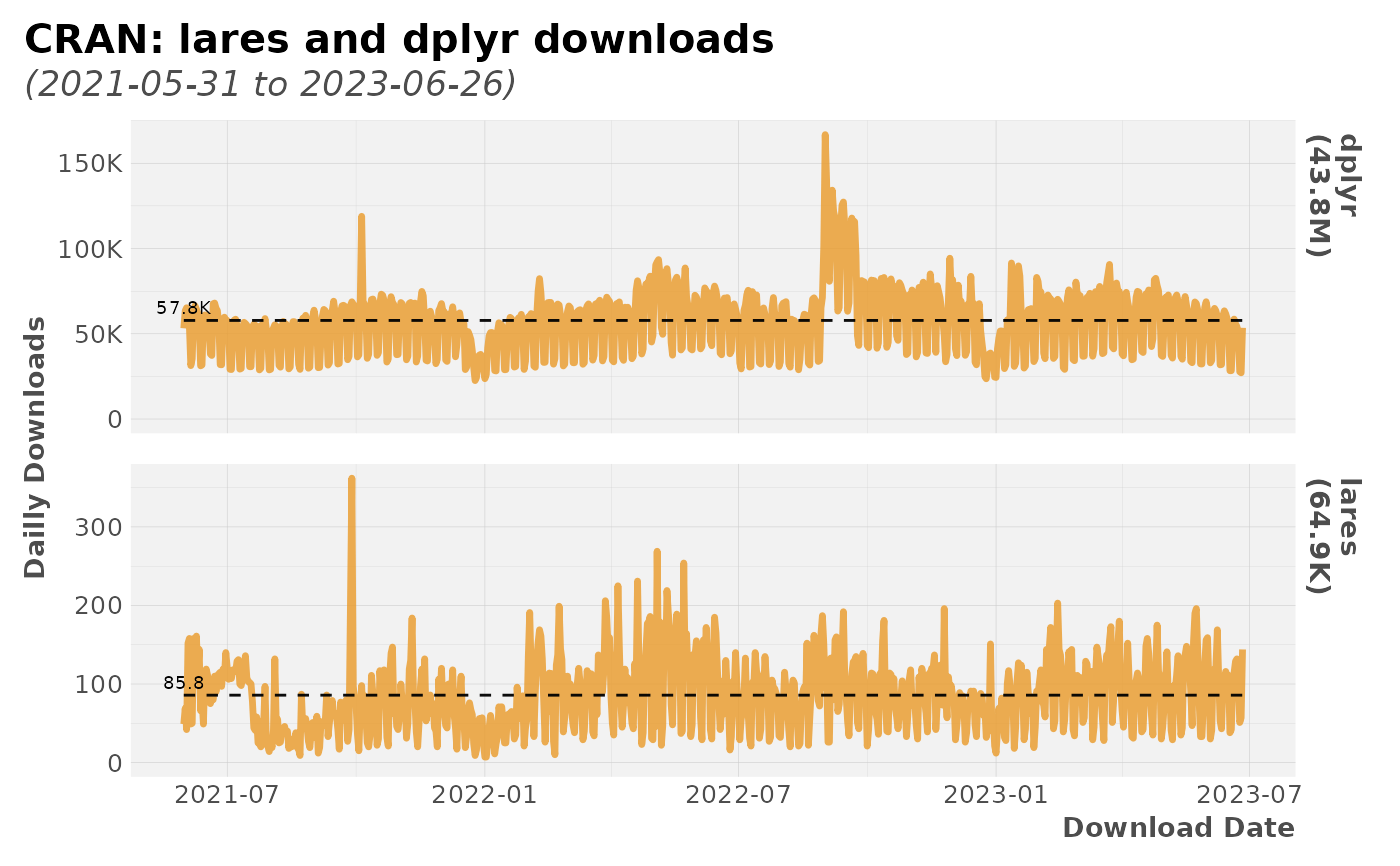 CRAN: lares and dplyr downloads
(2021-05-31 to 2023-06-26)
Dailly Downloads
150K
100K
50K
0
57.8K
dplyr
(43.8M)
300
200
100
0
85.8
lares
(64.9K)
2021-07
2022-01
2022-07
2023-01
2023-07
Download Date